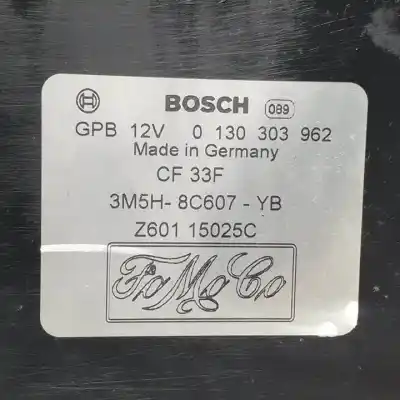 BOSCH 089
GPB 12V 0 130 303 962
Made in Germany
CF 33F
3M5H- 8C607 - YB
Z601 15025C
FoMoCo